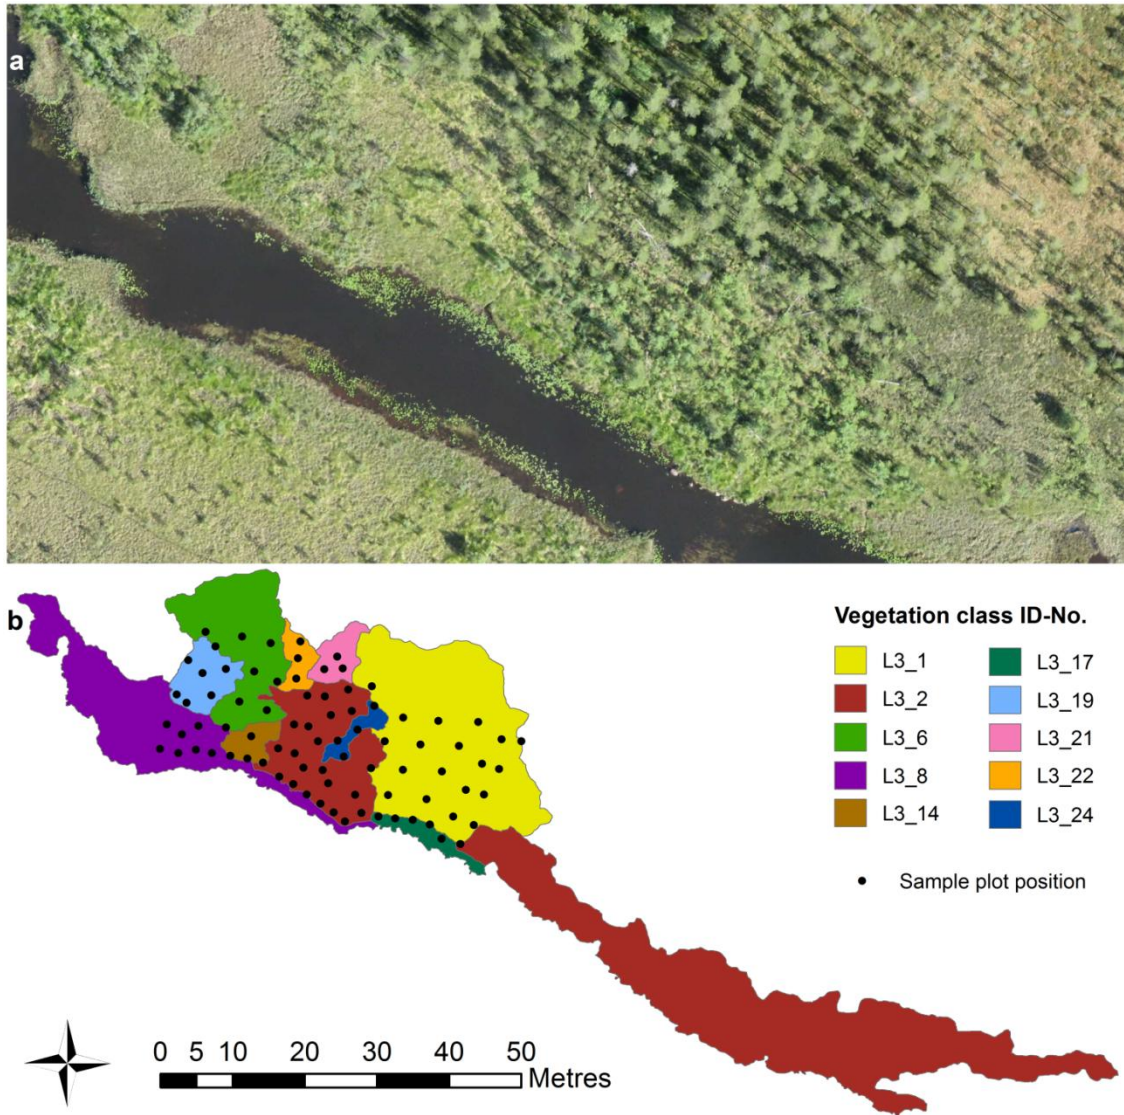 a
b
Vegetation class ID-No.
L3_1 L3_17
L3_2 L3_19
L3_6 L3_21
L3_8 L3_22
L3_14 L3_24
Sample plot position
0 5 10 20 30 40 50
Metres